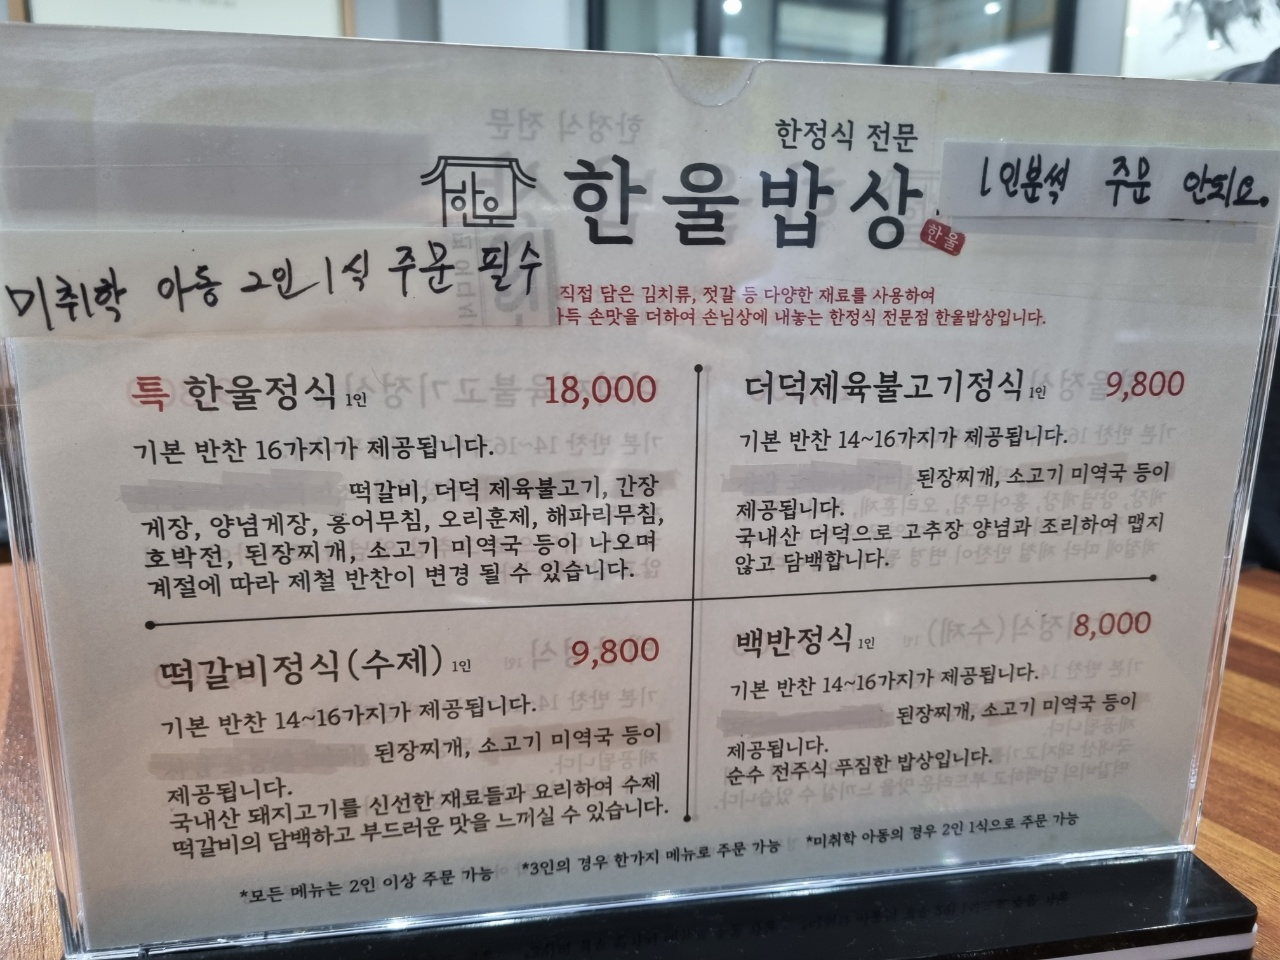 한정식 전문
한울밥상
한울
한울
1인분씩 주문 안되요.
미취학 아동 2인 1식 주문 필수
직접 담은 김치류, 젓갈 등 다양한 재료를 사용하여
손맛을 더하여 손님상에 내놓는 한정식 전문점 한울밥상입니다.
특 한울정식 1인 18,000
기본 반찬 16가지가 제공됩니다.
떡갈비, 더덕 제육불고기, 간장
게장, 양념게장, 홍어무침, 오리훈제, 해파리무침,
호박전, 된장찌개, 소고기 미역국 등이 나오며
계절에 따라 제철 반찬이 변경 될 수 있습니다.
더덕제육불고기정식 1인 9,800
기본 반찬 14~16가지가 제공됩니다.
된장찌개, 소고기 미역국 등이
제공됩니다.
국내산 더덕으로 고추장 양념과 조리하여 맵지
않고 담백합니다.
떡갈비정식(수제) 1인 9,800
기본 반찬 14~16가지가 제공됩니다.
된장찌개, 소고기 미역국 등이
제공됩니다.
국내산 돼지고기를 신선한 재료들과 요리하여 수제
떡갈비의 담백하고 부드러운 맛을 느끼실 수 있습니다.
백반정식 1인 8,000
기본 반찬 14~16가지가 제공됩니다.
된장찌개, 소고기 미역국 등이
제공됩니다.
순수 전주식 푸짐한 밥상입니다.
*모든 메뉴는 2인 이상 주문 가능 *3인의 경우 한가지 메뉴로 주문 가능 *미취학 아동의 경우 2인 1식으로 주문 가능